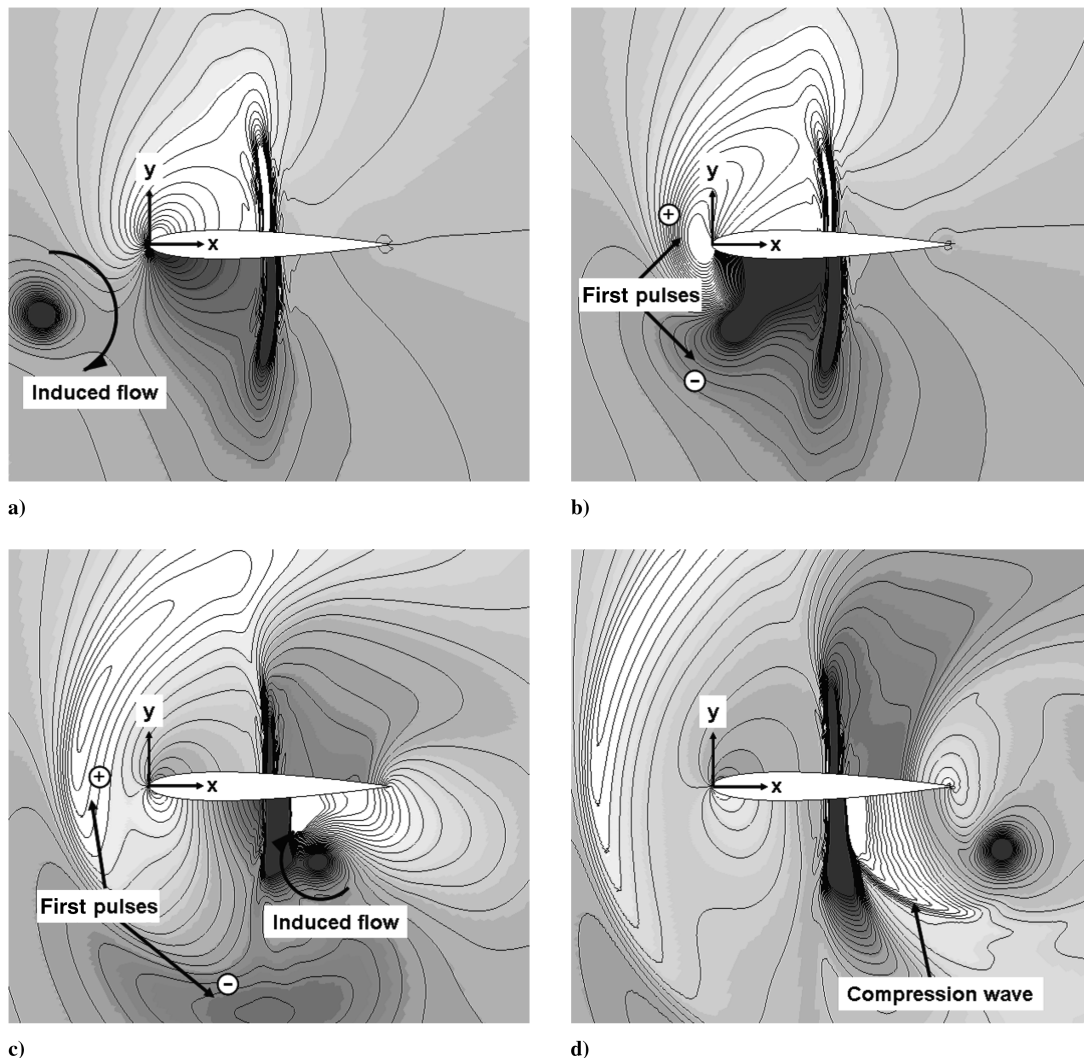 y
x
Induced flow
a)
y
+
x
First pulses
−
b)
y
+
x
First pulses
Induced flow
−
c)
y
x
Compression wave
d)